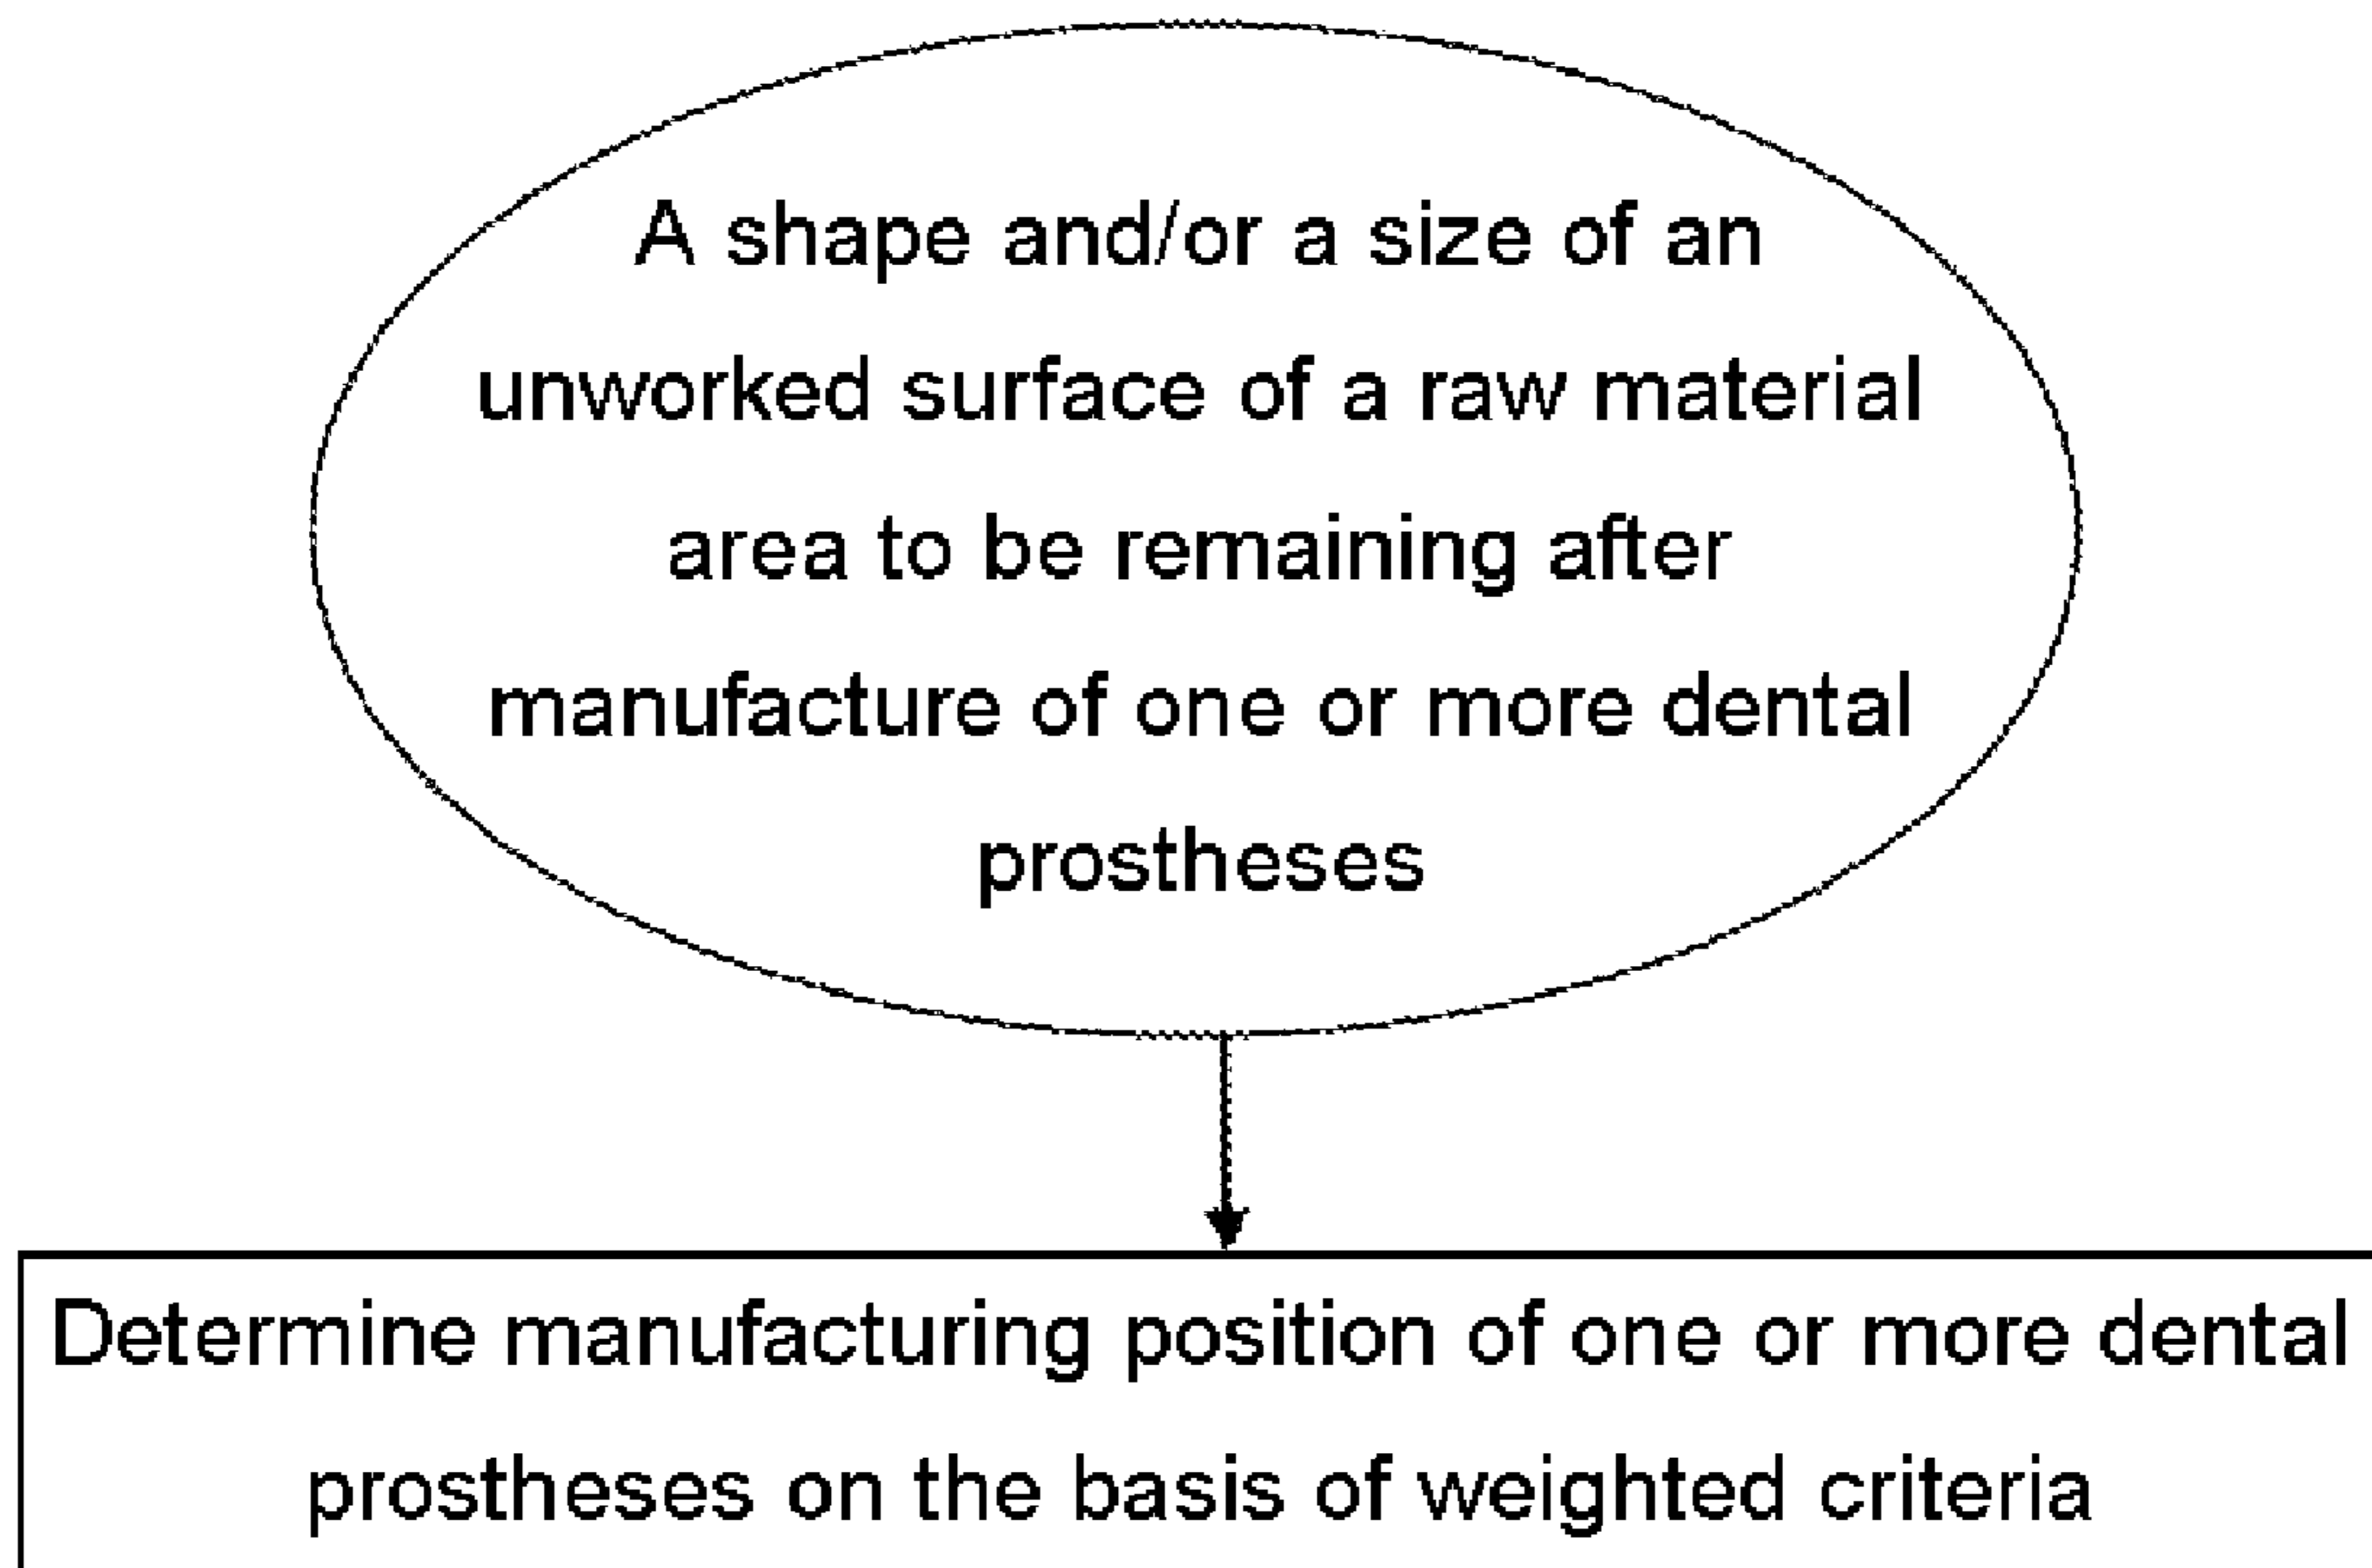 A shape and/or a size of an
unworked surface of a raw material
area to be remaining after
manufacture of one or more dental
prostheses
Determine manufacturing position of one or more dental
prostheses on the basis of weighted criteria